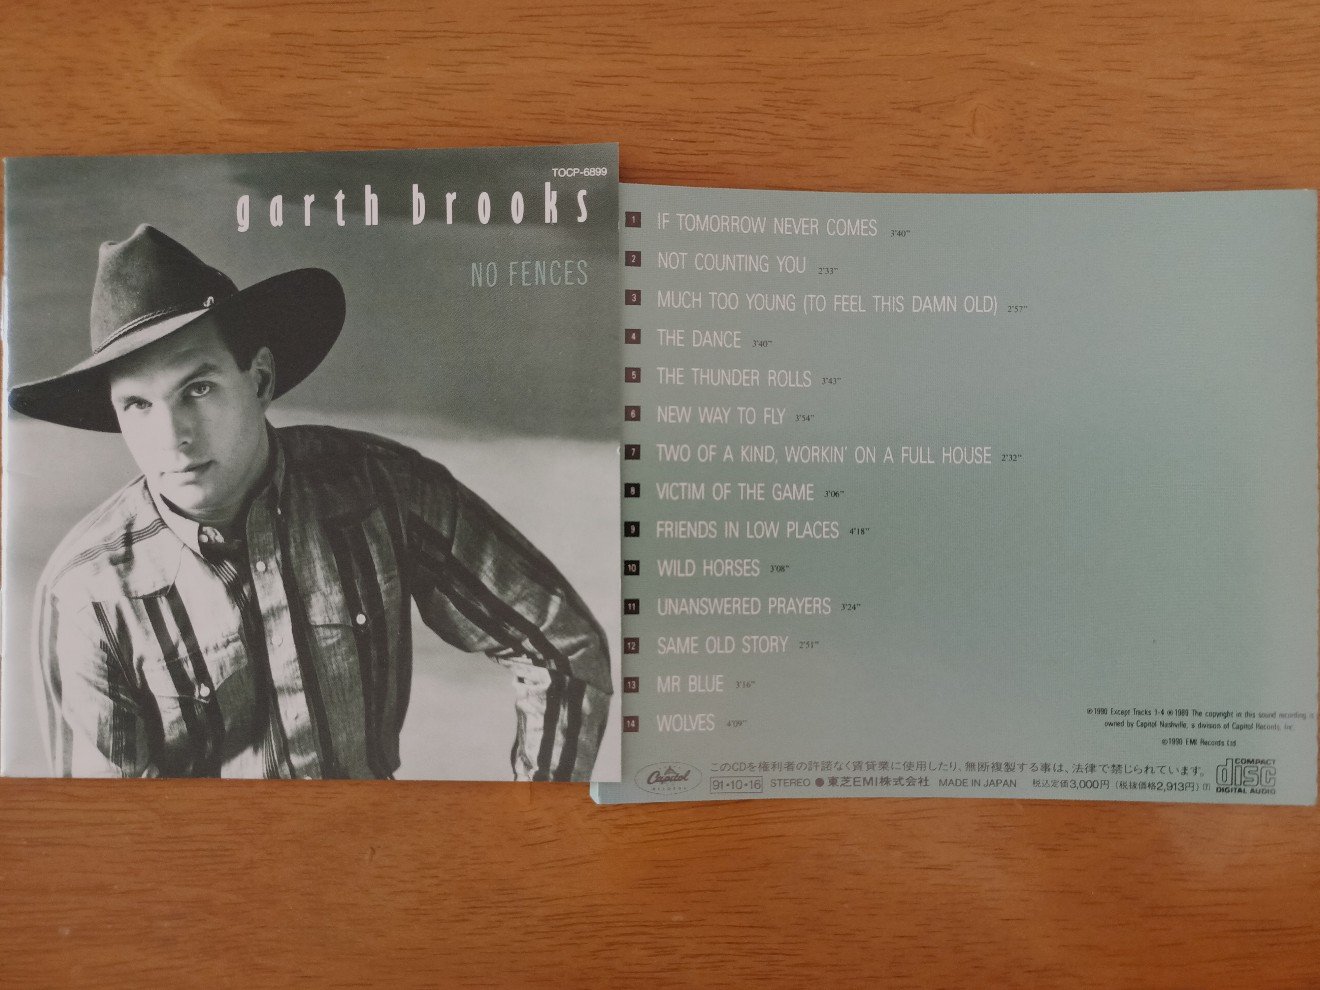 TOCP-6899
garth brooks
NO FENCES
1 IF TOMORROW NEVER COMES 3'40"
2 NOT COUNTING YOU 2'33"
3 MUCH TOO YOUNG (TO FEEL THIS DAMN OLD) 2'57"
4 THE DANCE 3'40"
5 THE THUNDER ROLLS 3'43"
6 NEW WAY TO FLY 3'54"
7 TWO OF A KIND, WORKIN' ON A FULL HOUSE 2'32"
8 VICTIM OF THE GAME 3'06"
9 FRIENDS IN LOW PLACES 4'18"
10 WILD HORSES 3'08"
11 UNANSWERED PRAYERS 3'24"
12 SAME OLD STORY 2'51"
13 MR BLUE 3'16"
14 WOLVES 4'09"
℗1990 Except Tracks 1-4 ℗1989 The copyright in this sound recording is
owned by Capitol Nashville, a division of Capitol Records, Inc.
©1990 EMI Records Ltd.
Capitol RECORDS
このCDを権利者の許諾なく賃貸業に使用したり、無断複製する事は、法律で禁じられています。
91・10・16 STEREO ●東芝EMI株式会社 MADE IN JAPAN 税込定価3,000円 (税抜価格2,913円)
COMPACT
disc
DIGITAL AUDIO